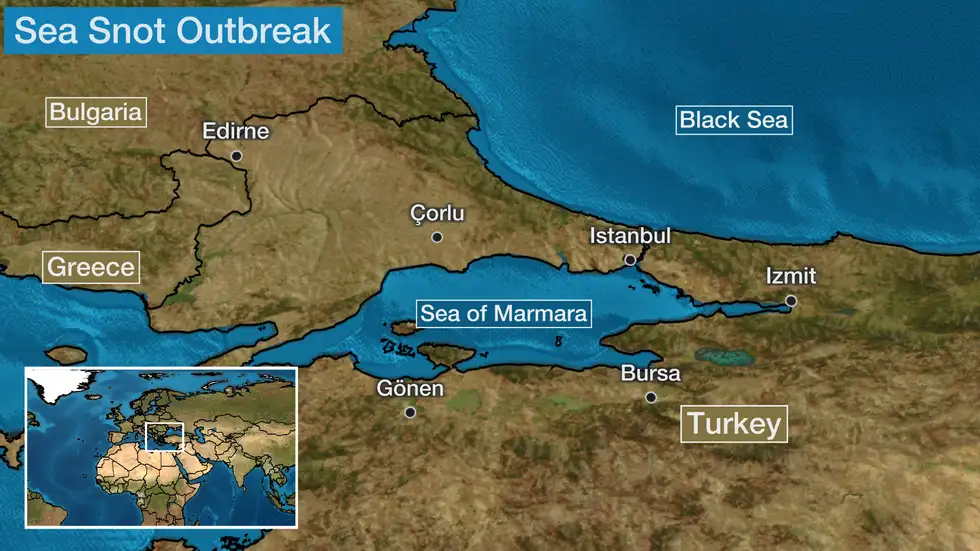 Sea Snot Outbreak
Bulgaria
Black Sea
Edirne
Çorlu
Istanbul
Greece
Izmit
Sea of Marmara
Bursa
Gönen
Turkey